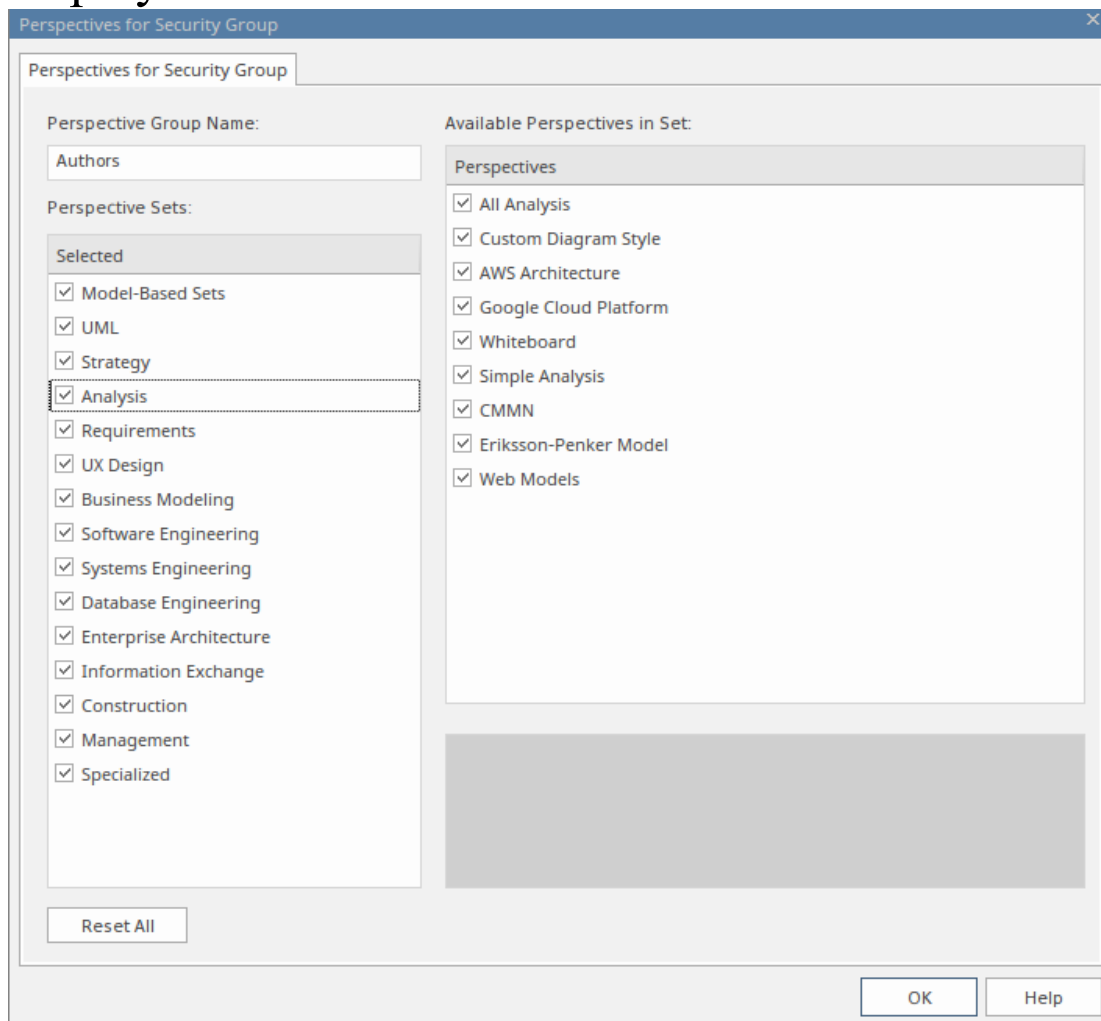 Perspectives for Security Group
Perspectives for Security Group
Perspective Group Name:
Authors
Perspective Sets:
Selected
Model-Based Sets
UML
Strategy
Analysis
Requirements
UX Design
Business Modeling
Software Engineering
Systems Engineering
Database Engineering
Enterprise Architecture
Information Exchange
Construction
Management
Specialized
Reset All
Available Perspectives in Set:
Perspectives
All Analysis
Custom Diagram Style
AWS Architecture
Google Cloud Platform
Whiteboard
Simple Analysis
CMMN
Eriksson-Penker Model
Web Models
OK
Help